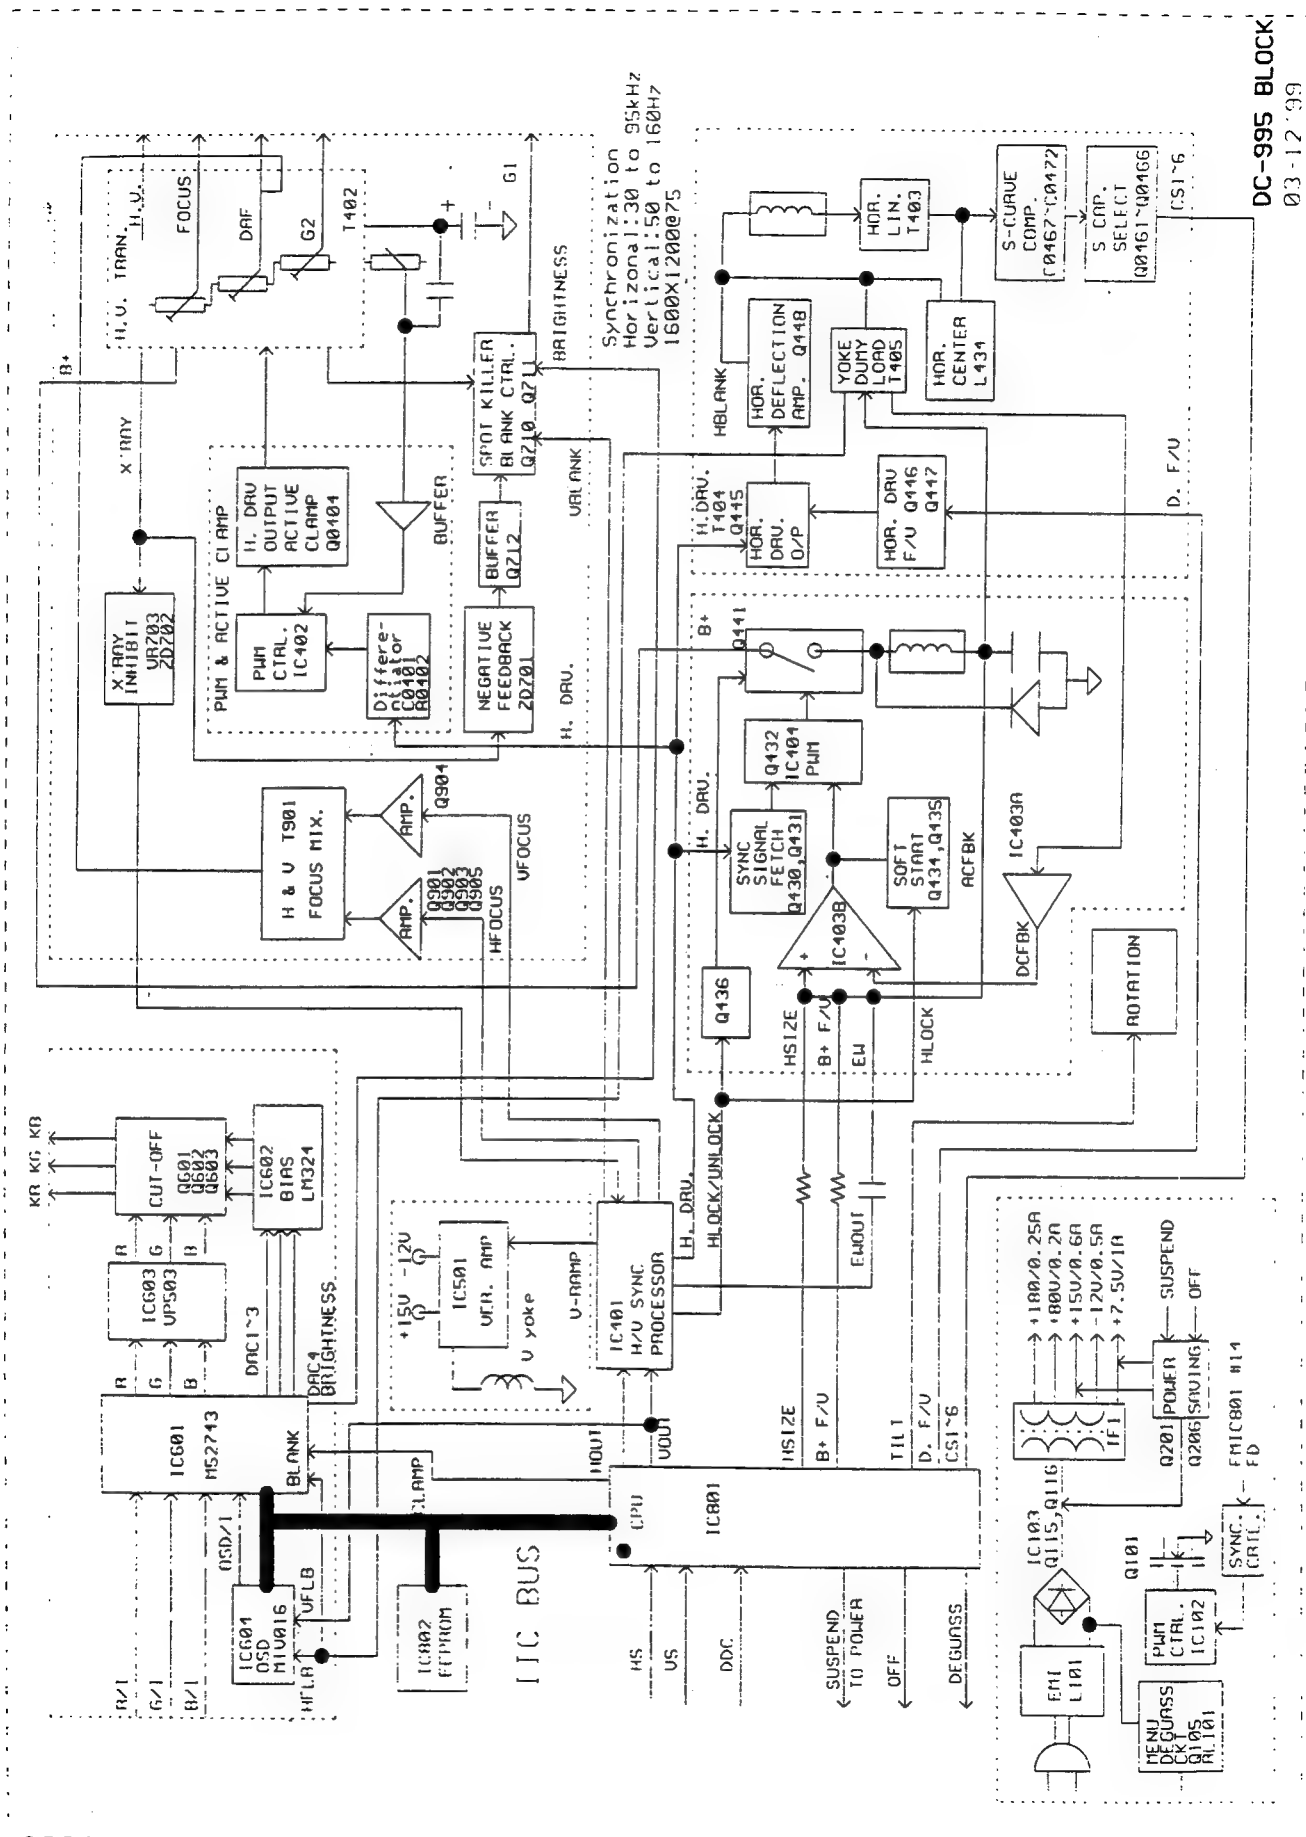 DC-995 BLOCK
03-12'99
KR KG KB
CUT-OFF
Q601
Q602
Q603
IC602
BIAS
LM324
R
G
B
IC603
VP503
R
G
B
DAC1~3
DAC4
BRIGHTNESS
IC601
M52743
BLANK
R/I
G/I
B/I
OSD/I
IC604
OSD
MTV016
HFLB
VFLB
CLAMP
IC802
EEPROM
IIC BUS
+15V -12V
IC501
VER. AMP
V yoke
V-RAMP
IC401
H/V SYNC
PROCESSOR
HOUT
VOUT
H. DRV.
HLOCK/UNLOCK
EWOUT
CPU
IC801
HS
VS
DDC
SUSPEND
TO POWER
OFF
DEGUASS
HSIZE
B+ F/V
TILT
D. F/V
CS1~6
EMI
L101
IC103
Q115,Q116
MENU
DEGUASS
CKT
Q105
RL101
PWM
CTRL.
IC102
Q101
SYNC.
CRTL.
FMIC801 #14
FD
+180/0.25A
+80V/0.2A
+15V/0.6A
-12V/0.5A
+7.5V/1A
Q201
Q206
POWER
SAVING
SUSPEND
OFF
B+
X'RAY
X'RAY
INHIBIT
VR703
ZD702
H.V. TRAN.
H.V.
FOCUS
DAF
G2
T402
G1
PWM & ACTIVE CLAMP
H. DRV
OUTPUT
ACTIVE
CLAMP
Q0404
PWM
CTRL.
IC402
Differe-
ntiator
C0401
R0402
BUFFER
SPOT KILLER
BLANK CTRL.
Q710 Q711
BUFFER
Q712
NEGATIVE
FEEDBACK
ZD701
VBLANK
BRIGHTNESS
H. DRV.
H & V T901
FOCUS MIX.
AMP.
AMP.
Q904
Q901
Q902
Q903
Q905
HFOCUS
VFOCUS
Synchronization
Horizonal:30 to 95kHz
Vertical:50 to 160Hz
1600X1200@75
H.DRV.
T404
Q445
HBLANK
HOR.
DRV.
O/P
HOR.
DEFLECTION
AMP. Q448
HOR. DRV
F/V Q446
Q447
YOKE
DUMY
LOAD
T405
HOR.
CENTER
L434
HOR.
LIN.
T403
S-CURVE
COMP.
C0467~C0472
S CAP.
SELECT
Q0461~Q0466
CS1~6
D. F/V
B+
Q441
H. DRV.
Q432
IC404
PWM
SYNC
SIGNAL
FETCH
Q430,Q431
SOFT
START
Q434,Q435
IC403B
+
-
IC403A
ACFBK
DCFBK
Q436
HSIZE
B+ F/V
EW
HLOCK
ROTATION